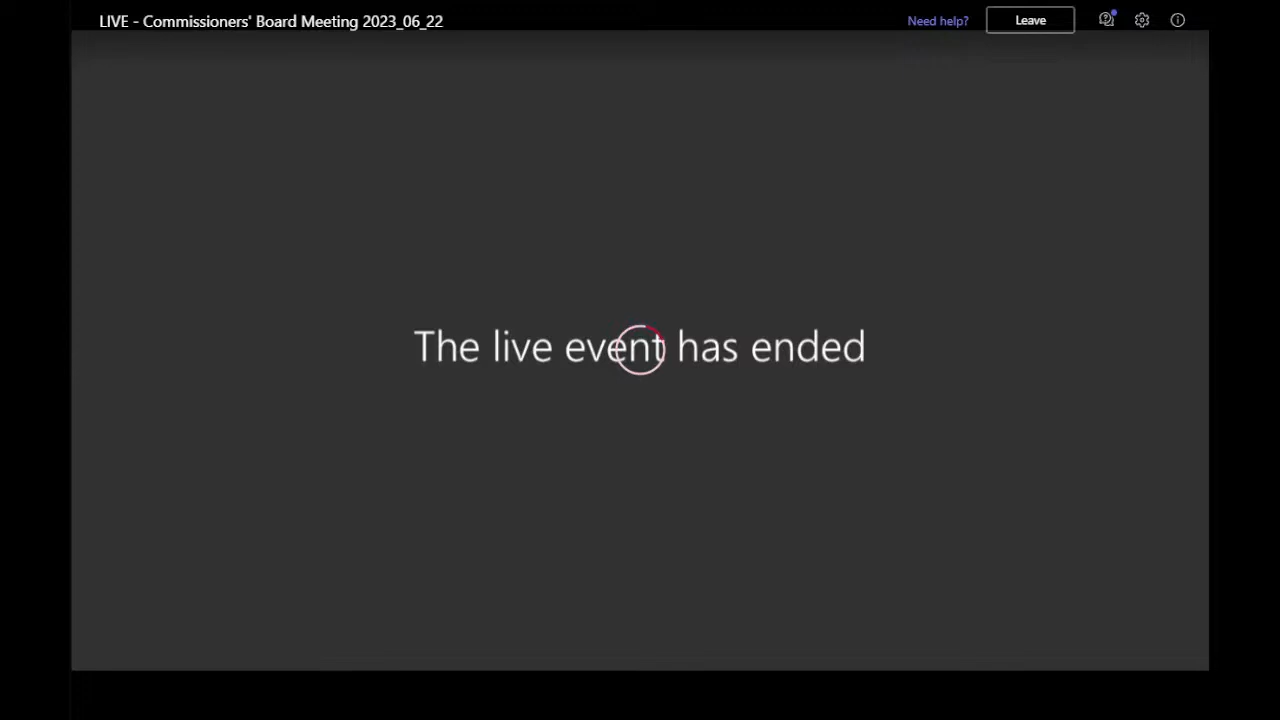 LIVE - Commissioners' Board Meeting 2023_06_22
Need help?
Leave
The live event has ended